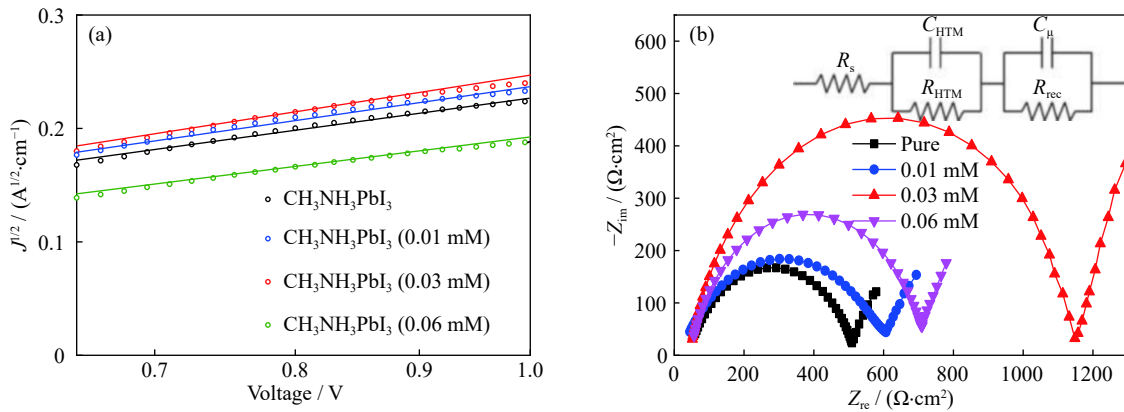 (a)
0.3
0.2
0.1
0
J^{1/2} / (A^{1/2}·cm^{−1})
CH₃NH₃PbI₃
CH₃NH₃PbI₃ (0.01 mM)
CH₃NH₃PbI₃ (0.03 mM)
CH₃NH₃PbI₃ (0.06 mM)
0.7 0.8 0.9 1.0
Voltage / V
(b)
600
500
400
300
200
100
0
−Z_im / (Ω·cm²)
C_HTM C_μ
R_s
R_HTM R_rec
Pure
0.01 mM
0.03 mM
0.06 mM
0 200 400 600 800 1000 1200
Z_re / (Ω·cm²)